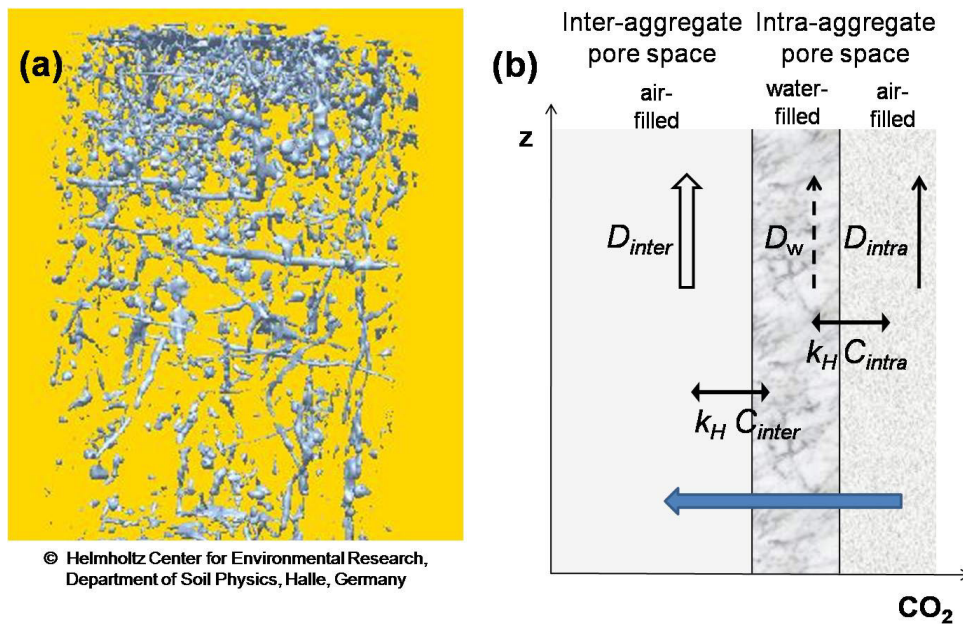 (a)
© Helmholtz Center for Environmental Research,
Department of Soil Physics, Halle, Germany
(b)
Inter-aggregate
pore space
Intra-aggregate
pore space
air-
filled
water-
filled
air-
filled
z
D_inter
D_w
D_intra
k_H C_intra
k_H C_inter
CO₂